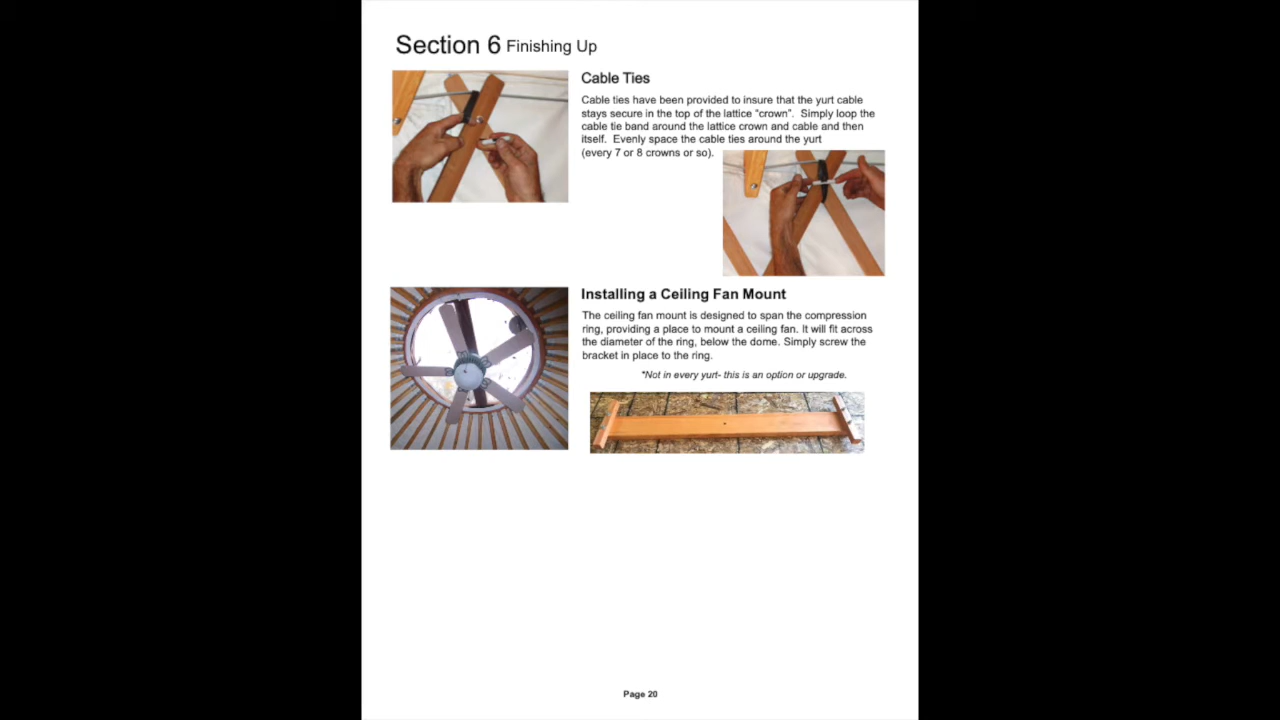 Section 6 Finishing Up
Cable Ties
Cable ties have been provided to insure that the yurt cable
stays secure in the top of the lattice “crown”. Simply loop the
cable tie band around the lattice crown and cable and then
itself. Evenly space the cable ties around the yurt
(every 7 or 8 crowns or so).
Installing a Ceiling Fan Mount
The ceiling fan mount is designed to span the compression
ring, providing a place to mount a ceiling fan. It will fit across
the diameter of the ring, below the dome. Simply screw the
bracket in place to the ring.
*Not in every yurt- this is an option or upgrade.
Page 20